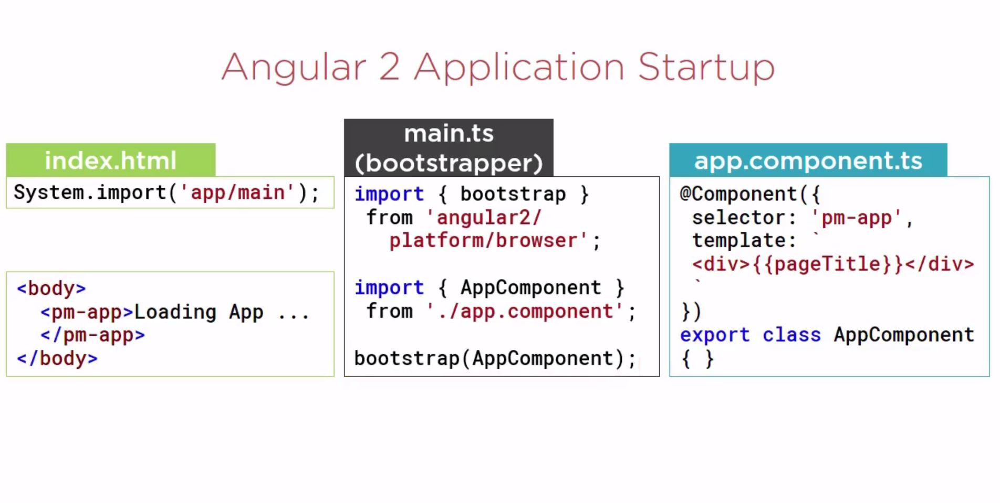 Angular 2 Application Startup
index.html
System.import('app/main');
<body>
<pm-app>Loading App ...
</pm-app>
</body>
main.ts
(bootstrapper)
import { bootstrap }
from 'angular2/
platform/browser';
import { AppComponent }
from './app.component';
bootstrap(AppComponent);
app.component.ts
@Component({
selector: 'pm-app',
template: `
<div>{{pageTitle}}</div>
`
})
export class AppComponent
{ }